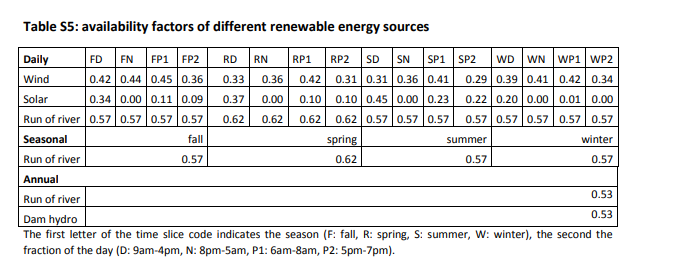 Table S5: availability factors of different renewable energy sources
Daily FD FN FP1 FP2 RD RN RP1 RP2 SD SN SP1 SP2 WD WN WP1 WP2
Wind 0.42 0.44 0.45 0.36 0.33 0.36 0.42 0.31 0.31 0.36 0.41 0.29 0.39 0.41 0.42 0.34
Solar 0.34 0.00 0.11 0.09 0.37 0.00 0.10 0.10 0.45 0.00 0.23 0.22 0.20 0.00 0.01 0.00
Run of river 0.57 0.57 0.57 0.57 0.62 0.62 0.62 0.62 0.57 0.57 0.57 0.57 0.57 0.57 0.57 0.57
Seasonal fall spring summer winter
Run of river 0.57 0.62 0.57 0.57
Annual
Run of river 0.53
Dam hydro 0.53
The first letter of the time slice code indicates the season (F: fall, R: spring, S: summer, W: winter), the second the
fraction of the day (D: 9am-4pm, N: 8pm-5am, P1: 6am-8am, P2: 5pm-7pm).